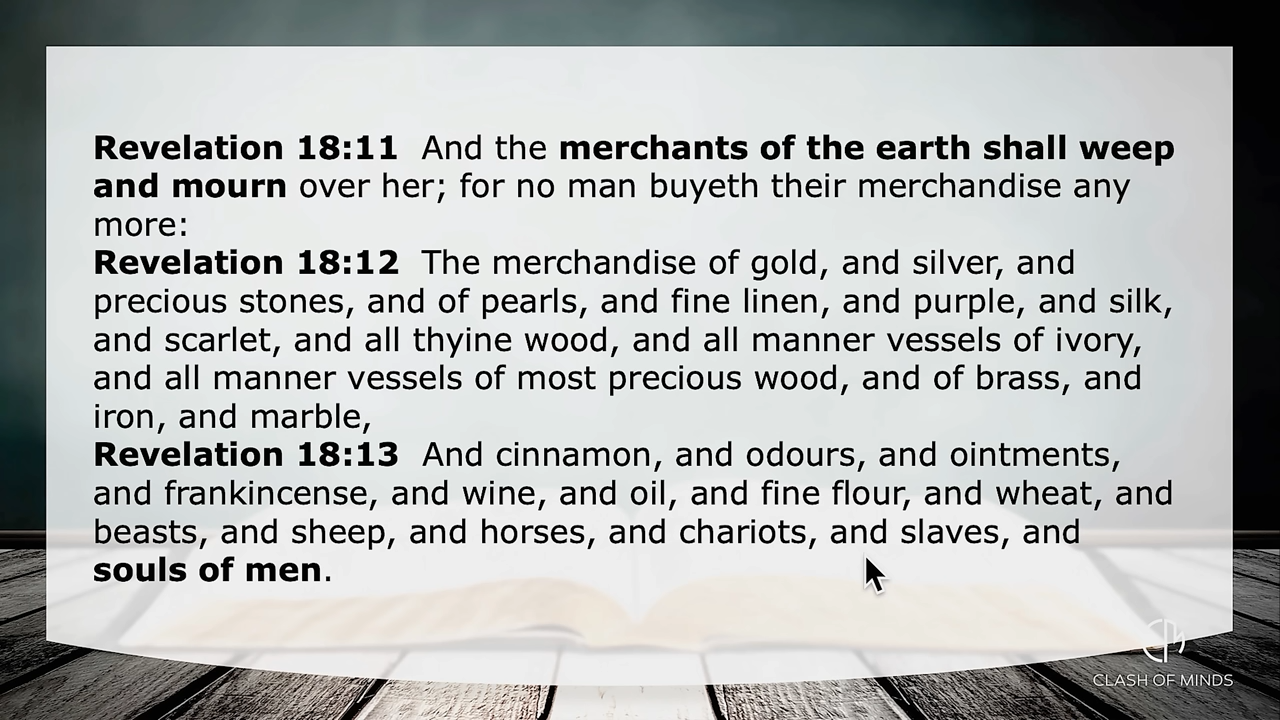 Revelation 18:11 And the merchants of the earth shall weep
and mourn over her; for no man buyeth their merchandise any
more:
Revelation 18:12 The merchandise of gold, and silver, and
precious stones, and of pearls, and fine linen, and purple, and silk,
and scarlet, and all thyine wood, and all manner vessels of ivory,
and all manner vessels of most precious wood, and of brass, and
iron, and marble,
Revelation 18:13 And cinnamon, and odours, and ointments,
and frankincense, and wine, and oil, and fine flour, and wheat, and
beasts, and sheep, and horses, and chariots, and slaves, and
souls of men.
CLASH OF MINDS